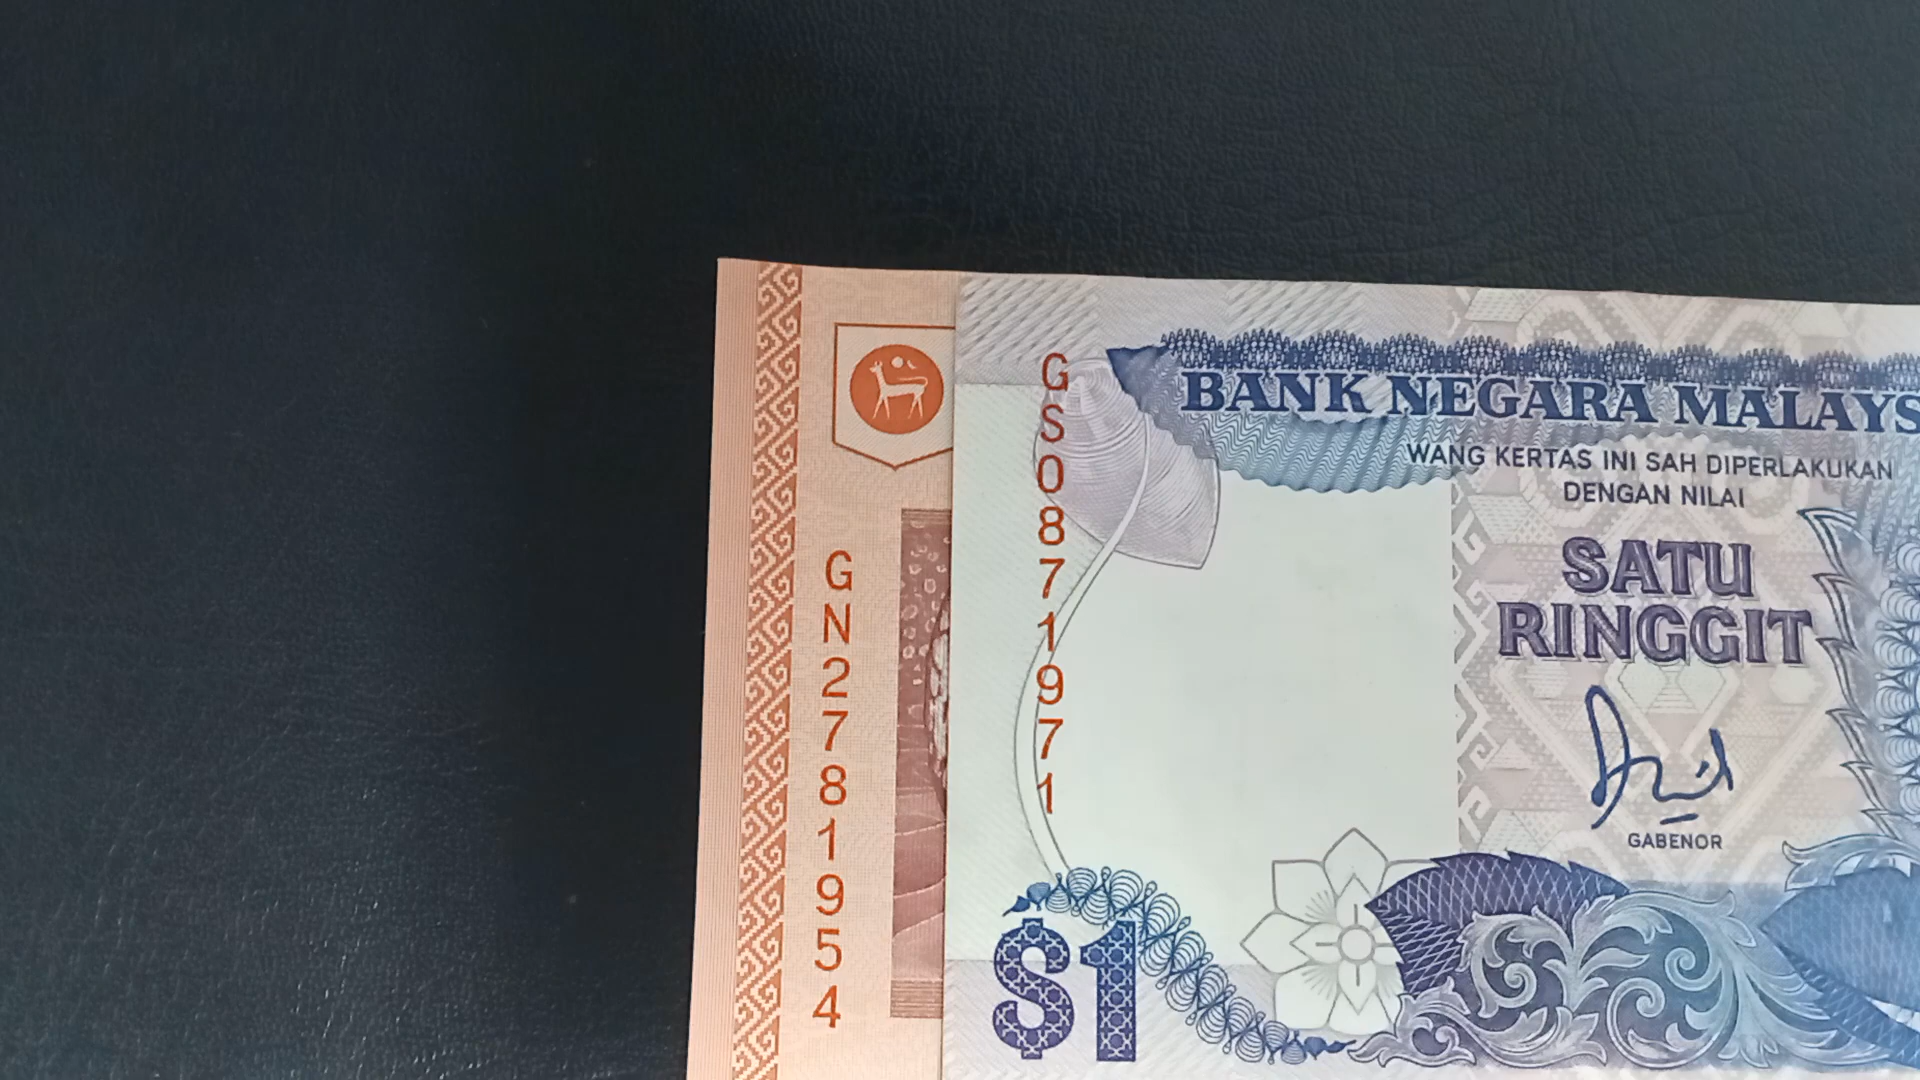 GN2781954
GS0871971
BANK NEGARA MALAYS
WANG KERTAS INI SAH DIPERLAKUKAN
DENGAN NILAI
SATU
RINGGIT
GABENOR
$1